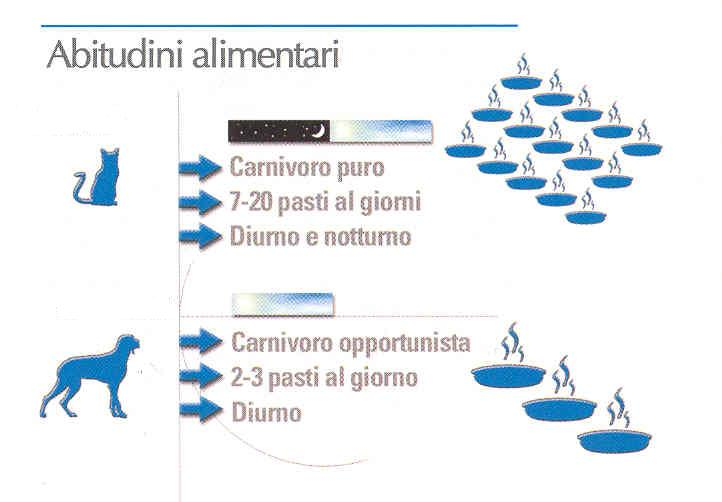 Abitudini alimentari
Carnivoro puro
7-20 pasti al giorni
Diurno e notturno
Carnivoro opportunista
2-3 pasti al giorno
Diurno